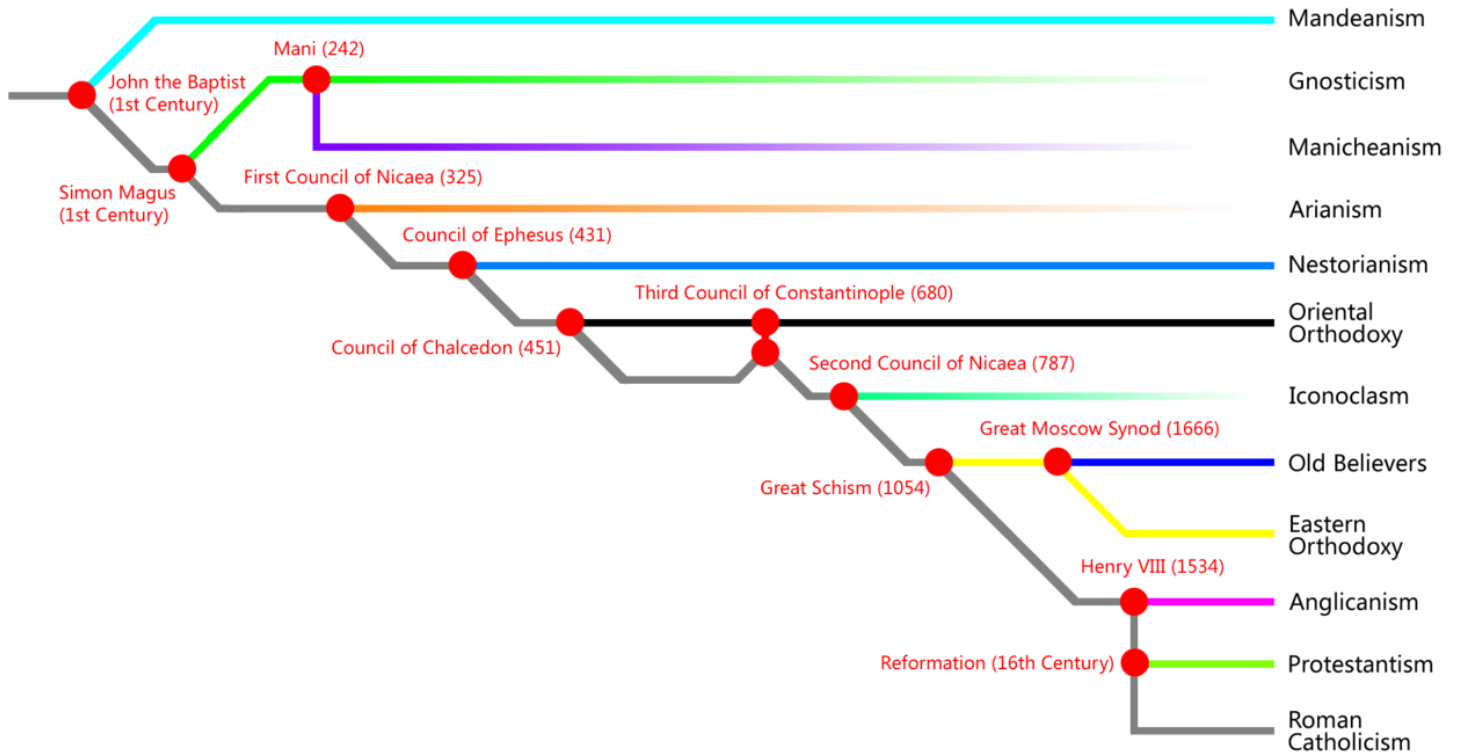 Mandeanism
Mani (242)
John the Baptist
(1st Century)
Gnosticism
Manicheanism
Simon Magus
(1st Century)
First Council of Nicaea (325)
Arianism
Council of Ephesus (431)
Nestorianism
Third Council of Constantinople (680)
Oriental
Orthodoxy
Council of Chalcedon (451)
Second Council of Nicaea (787)
Iconoclasm
Great Moscow Synod (1666)
Old Believers
Great Schism (1054)
Eastern
Orthodoxy
Henry VIII (1534)
Anglicanism
Reformation (16th Century)
Protestantism
Roman
Catholicism